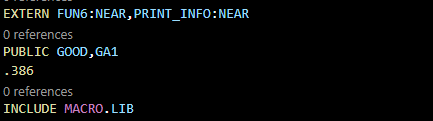 EXTERN FUN6:NEAR,PRINT_INFO:NEAR
0 references
PUBLIC GOOD,GA1
.386
0 references
INCLUDE MACRO.LIB